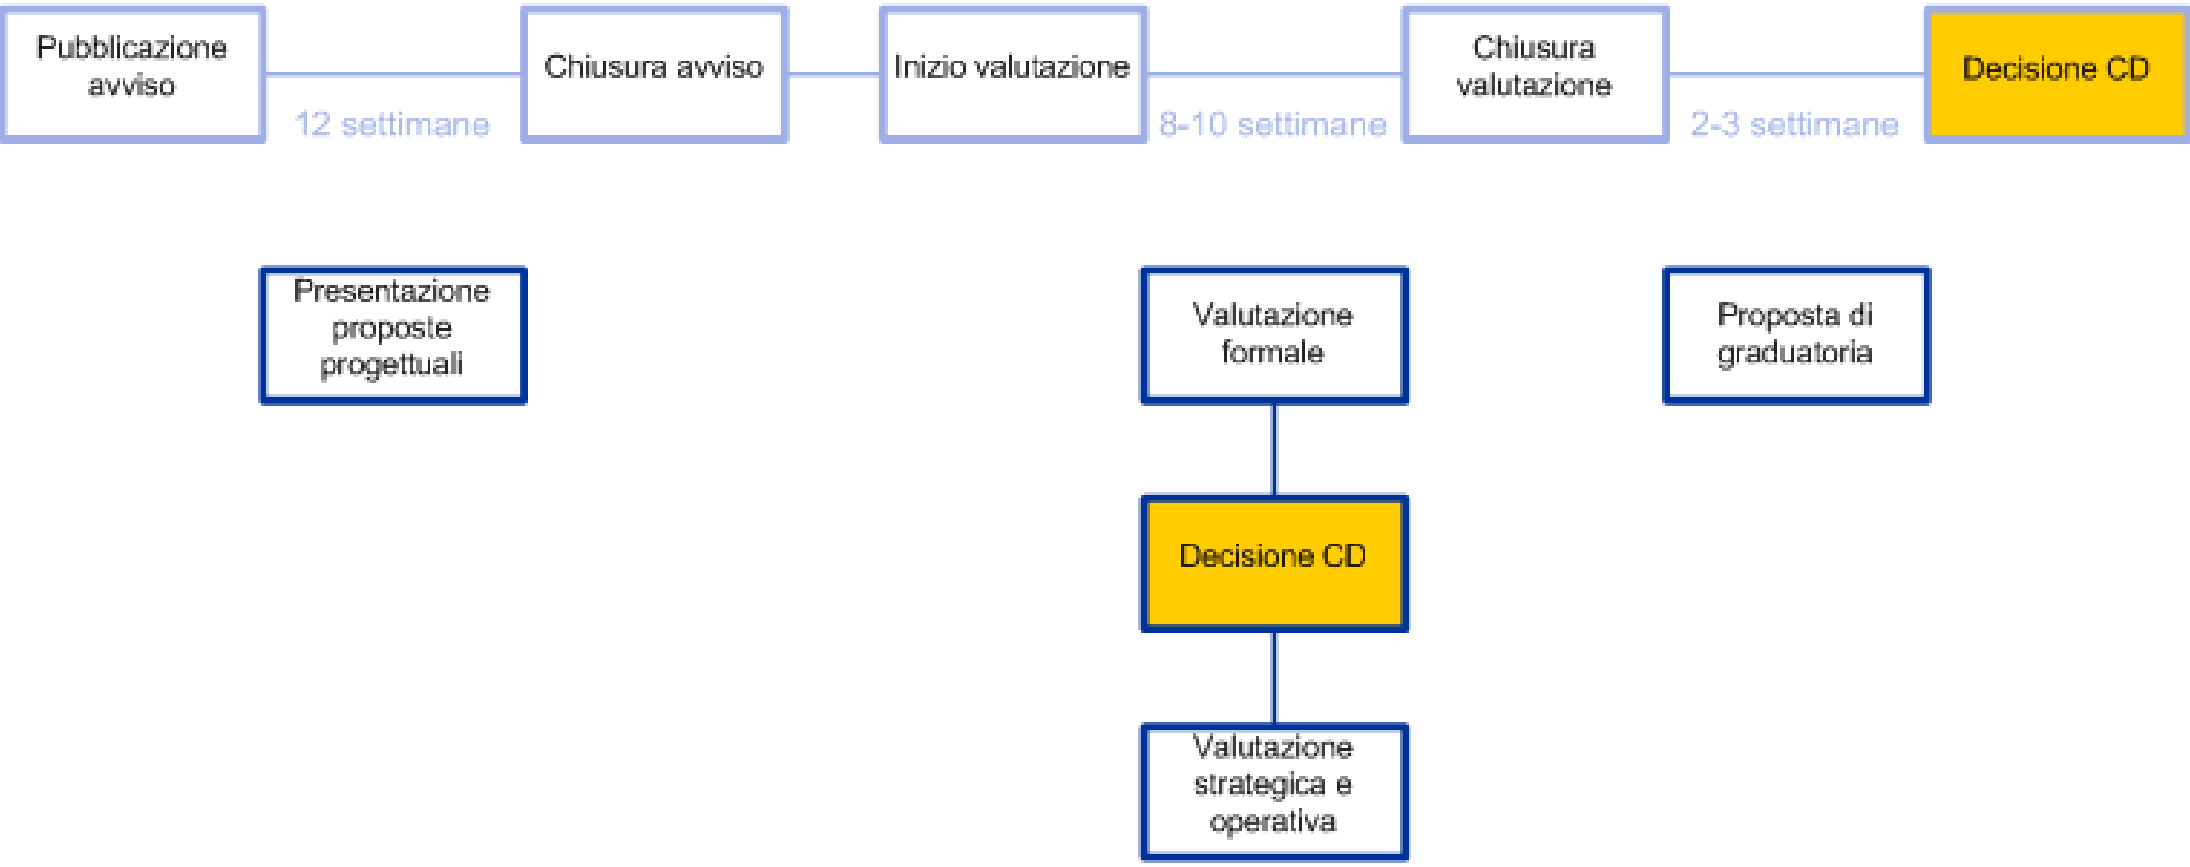 Pubblicazione
avviso
12 settimane
Chiusura avviso
Inizio valutazione
8-10 settimane
Chiusura
valutazione
2-3 settimane
Decisione CD
Presentazione
proposte
progettuali
Valutazione
formale
Proposta di
graduatoria
Decisione CD
Valutazione
strategica e
operativa